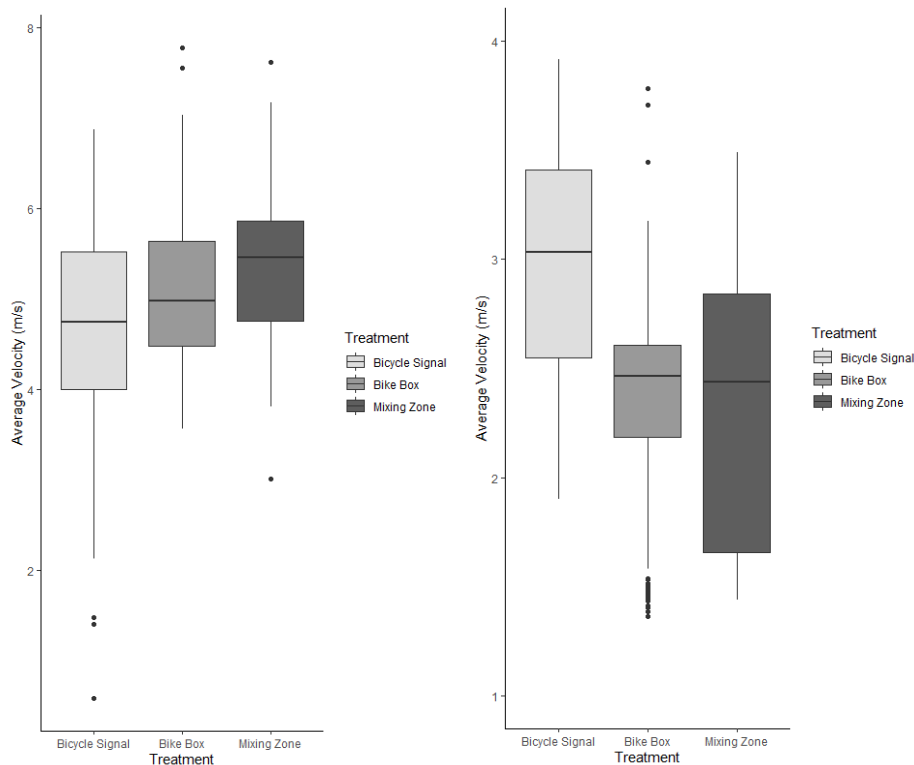 8
6
4
2
Average Velocity (m/s)
Bicycle Signal
Bike Box
Mixing Zone
Treatment
Treatment
Bicycle Signal
Bike Box
Mixing Zone
4
3
2
1
Average Velocity (m/s)
Bicycle Signal
Bike Box
Mixing Zone
Treatment
Treatment
Bicycle Signal
Bike Box
Mixing Zone